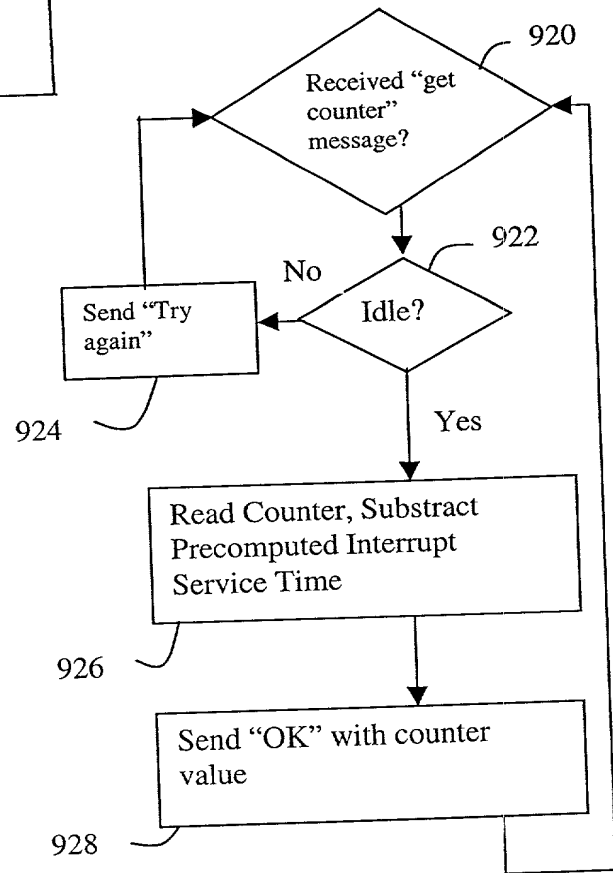 920
Received “get
counter”
message?
922
No
Idle?
Send “Try
again”
924
Yes
Read Counter, Substract
Precomputed Interrupt
Service Time
926
Send “OK” with counter
value
928